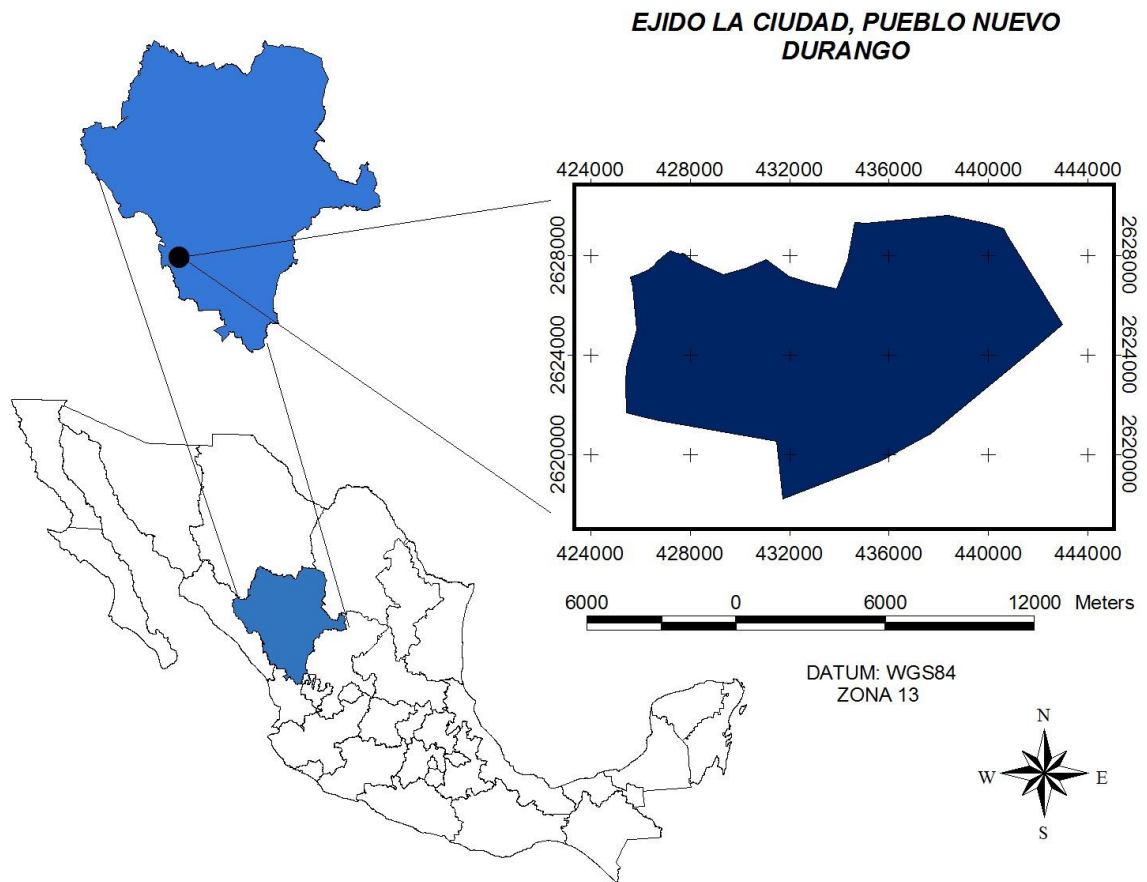 EJIDO LA CIUDAD, PUEBLO NUEVO
DURANGO
424000 428000 432000 436000 440000 444000
2628000 2628000
2624000 2624000
2620000 2620000
424000 428000 432000 436000 440000 444000
6000 0 6000 12000 Meters
DATUM: WGS84
ZONA 13
N
W E
S